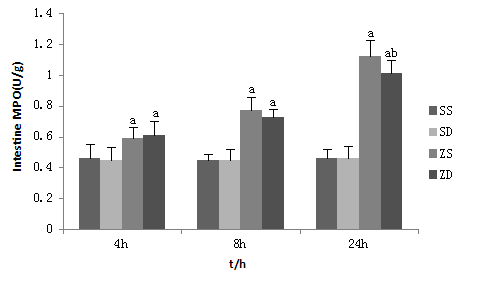 1.4
1.2
1
0.8
0.6
0.4
0.2
0
Intestine MPO(U/g)
a
a
a
a
a
ab
4h
8h
24h
t/h
SS
SD
ZS
ZD